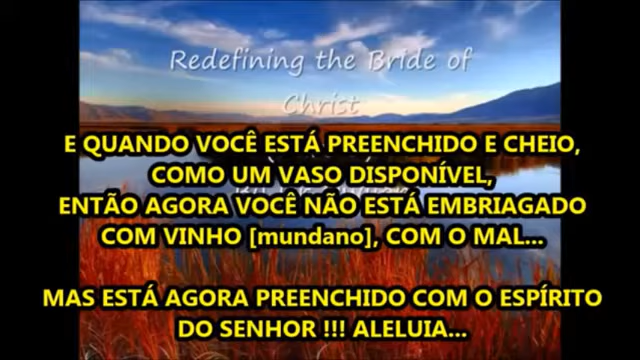 Redefining the Bride of
Christ
E QUANDO VOCÊ ESTÁ PREENCHIDO E CHEIO,
COMO UM VASO DISPONÍVEL,
ENTÃO AGORA VOCÊ NÃO ESTÁ EMBRIAGADO
COM VINHO [mundano], COM O MAL...
MAS ESTÁ AGORA PREENCHIDO COM O ESPÍRITO
DO SENHOR !!! ALELUIA...